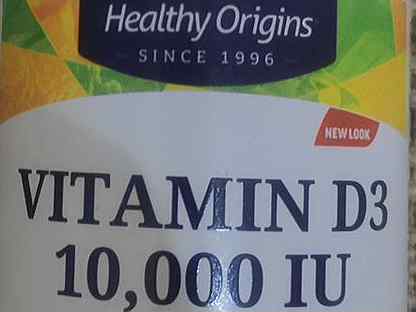 Healthy Origins
SINCE 1996
NEW LOOK
VITAMIN D3
10,000 IU